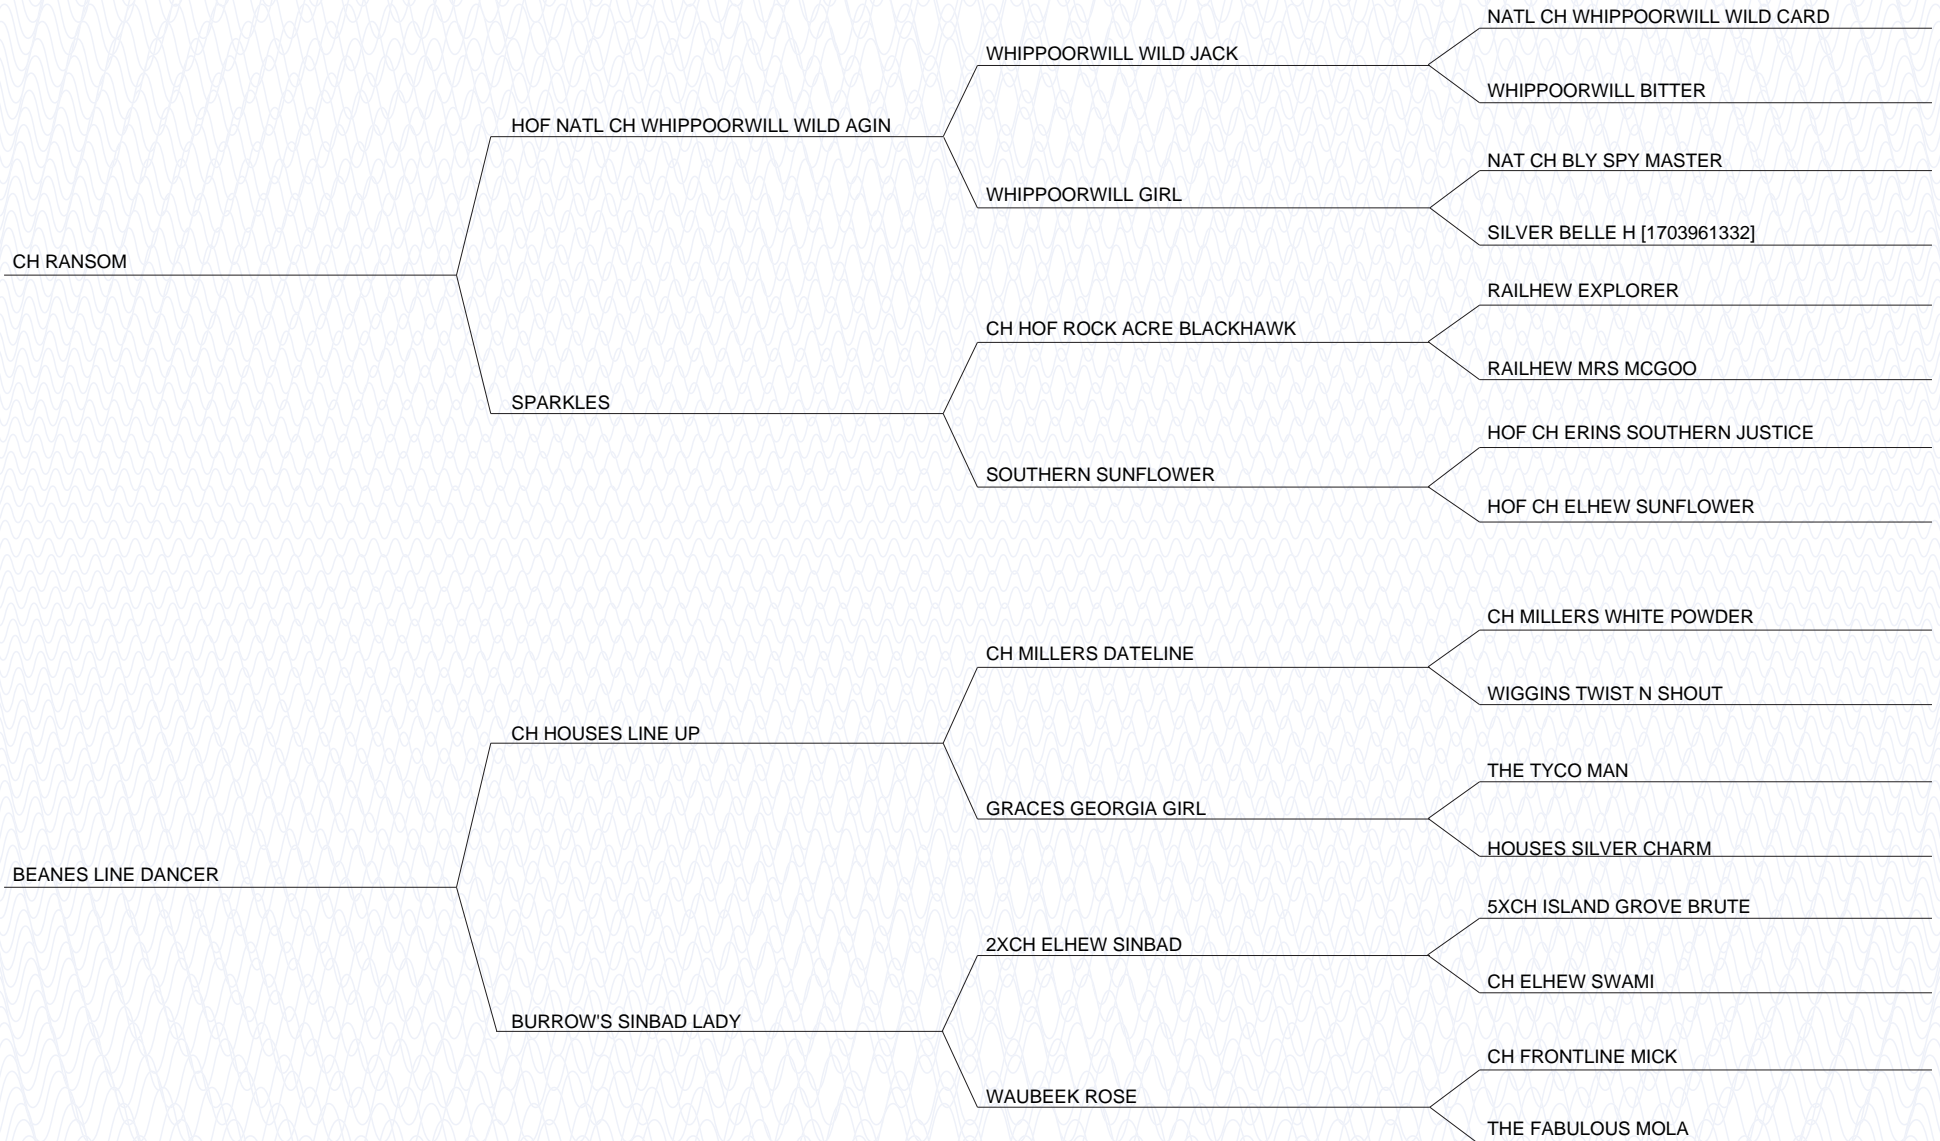 NATL CH WHIPPOORWILL WILD CARD
WHIPPOORWILL WILD JACK
WHIPPOORWILL BITTER
HOF NATL CH WHIPPOORWILL WILD AGIN
NAT CH BLY SPY MASTER
WHIPPOORWILL GIRL
SILVER BELLE H [1703961332]
CH RANSOM
RAILHEW EXPLORER
CH HOF ROCK ACRE BLACKHAWK
RAILHEW MRS MCGOO
SPARKLES
HOF CH ERINS SOUTHERN JUSTICE
SOUTHERN SUNFLOWER
HOF CH ELHEW SUNFLOWER
CH MILLERS WHITE POWDER
CH MILLERS DATELINE
WIGGINS TWIST N SHOUT
CH HOUSES LINE UP
THE TYCO MAN
GRACES GEORGIA GIRL
HOUSES SILVER CHARM
BEANES LINE DANCER
5XCH ISLAND GROVE BRUTE
2XCH ELHEW SINBAD
CH ELHEW SWAMI
BURROW'S SINBAD LADY
CH FRONTLINE MICK
WAUBEEK ROSE
THE FABULOUS MOLA